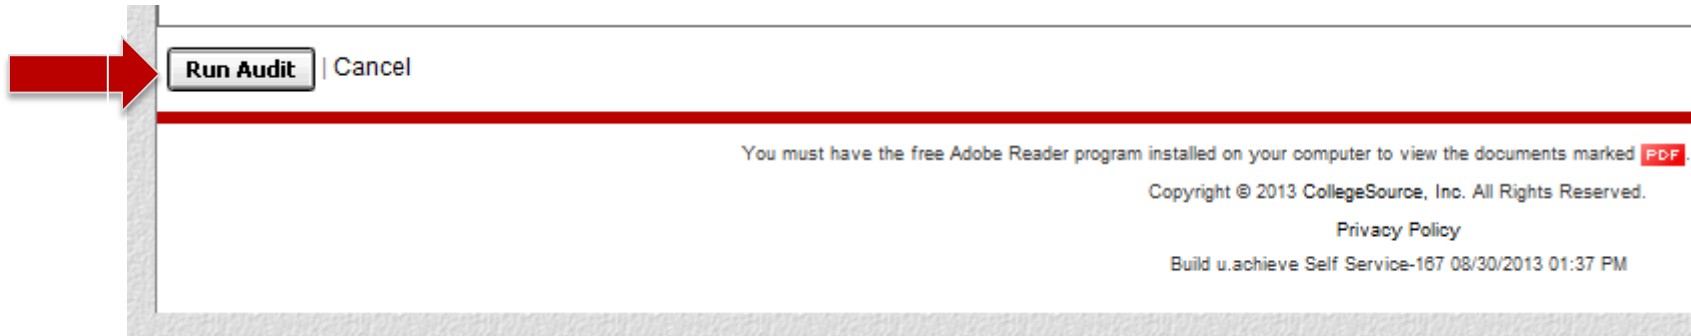 Run Audit | Cancel
You must have the free Adobe Reader program installed on your computer to view the documents marked PDF.
Copyright © 2013 CollegeSource, Inc. All Rights Reserved.
Privacy Policy
Build u.achieve Self Service-167 08/30/2013 01:37 PM